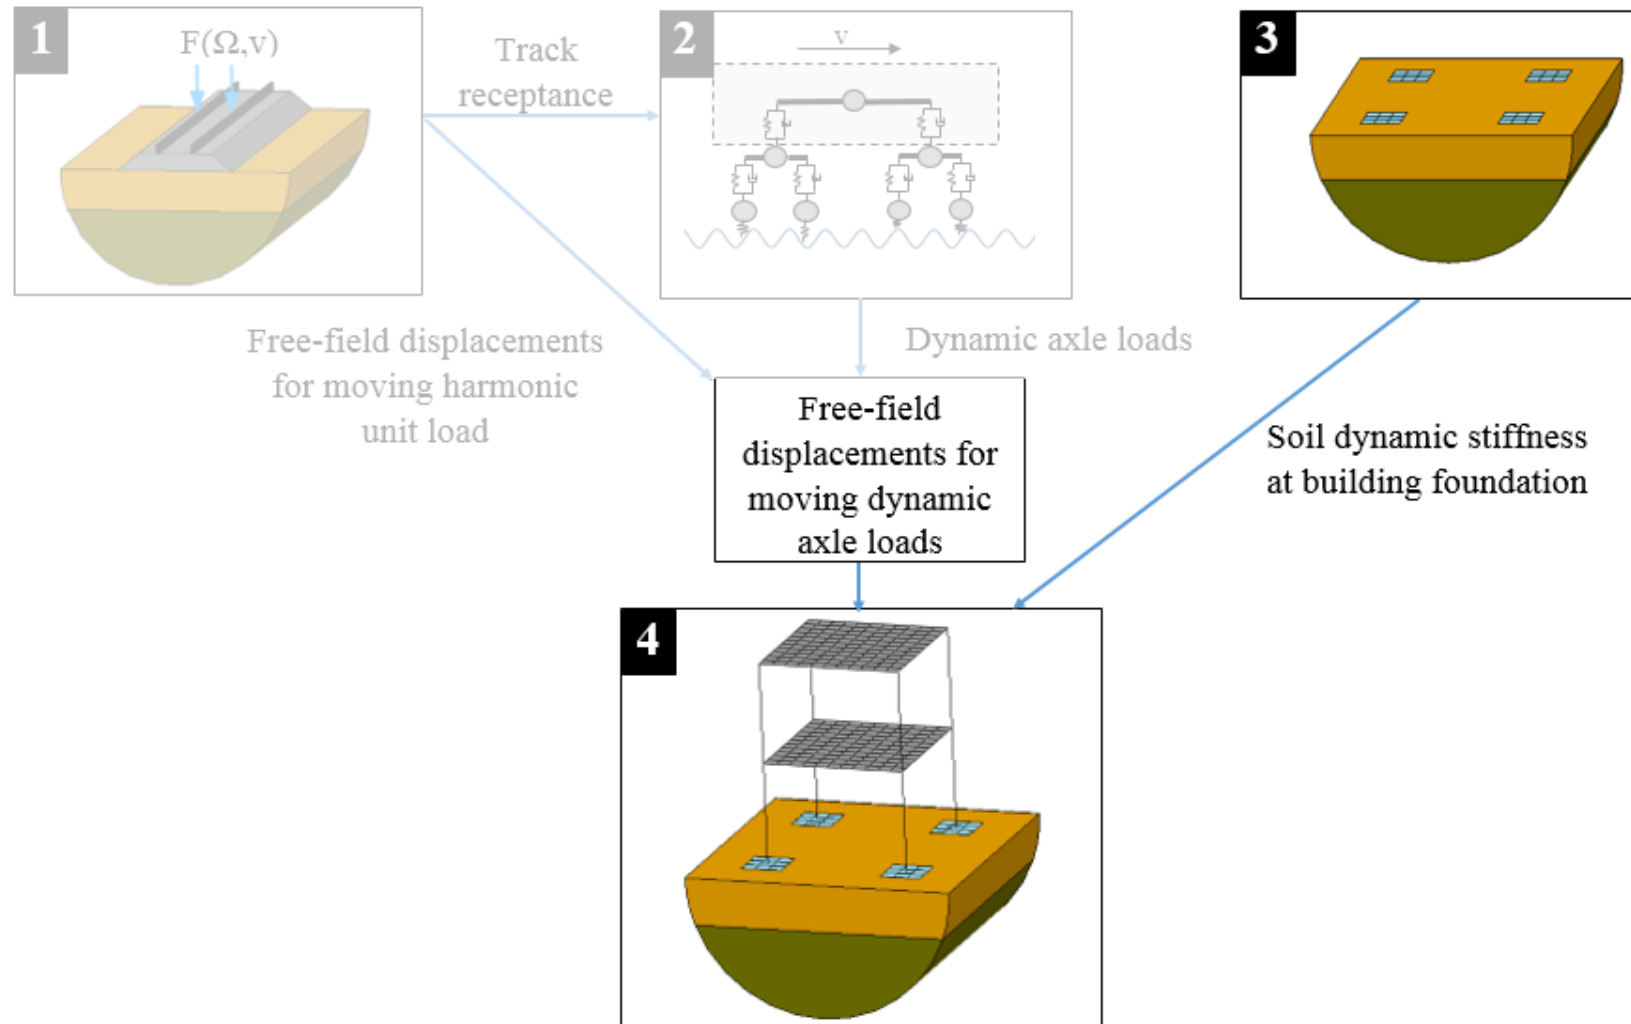 1
F(Ω,v)
Track
receptance
2
v
3
Free-field displacements
for moving harmonic
unit load
Dynamic axle loads
Free-field
displacements for
moving dynamic
axle loads
Soil dynamic stiffness
at building foundation
4